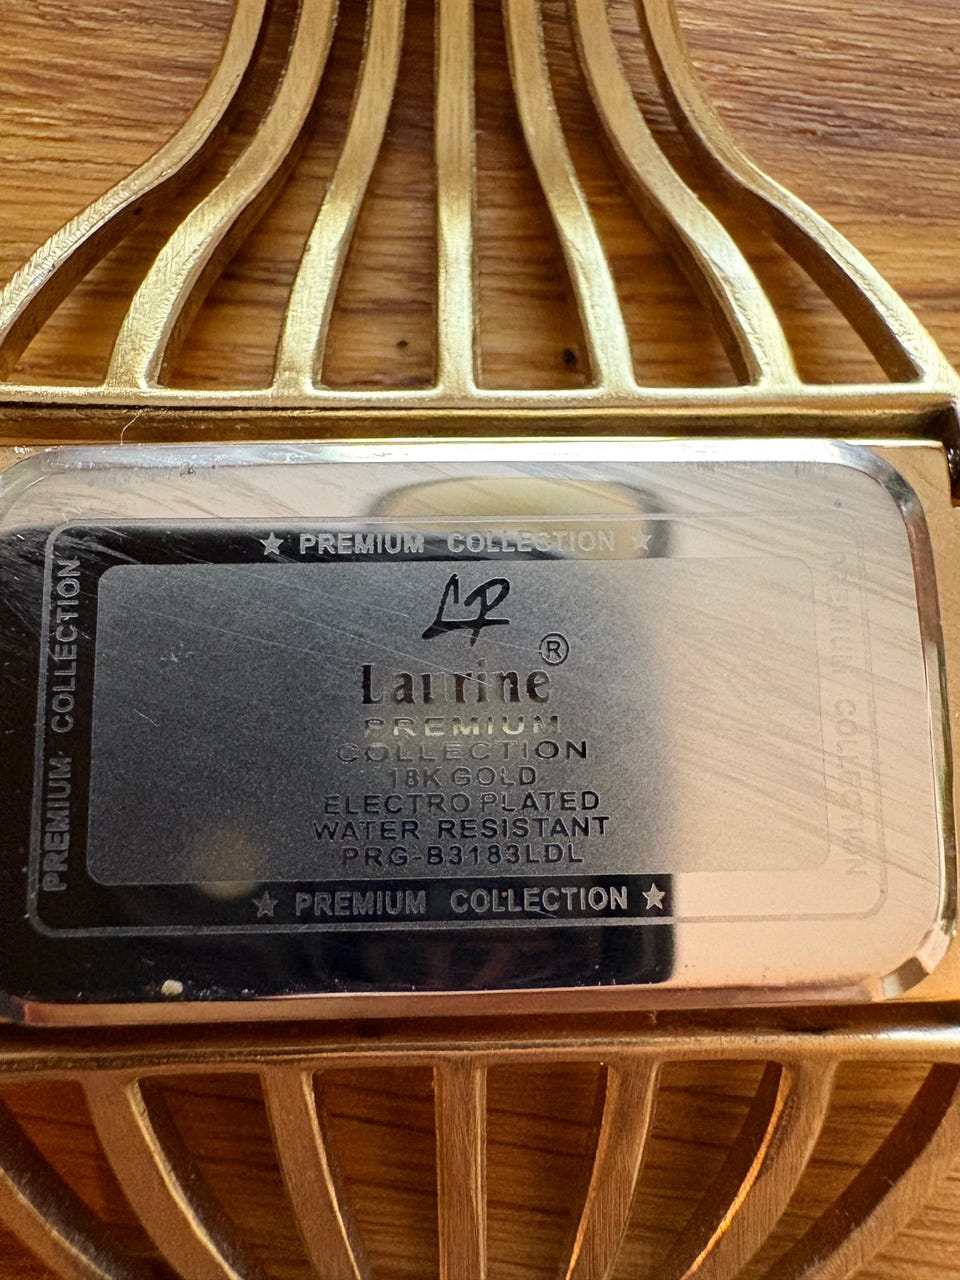 ★ PREMIUM COLLECTION ★
PREMIUM COLLECTION
LP
Laurine®
PREMIUM
COLLECTION
18K GOLD
ELECTRO PLATED
WATER RESISTANT
PRG-B3183LDL
PREMIUM COLLECTION
★ PREMIUM COLLECTION ★